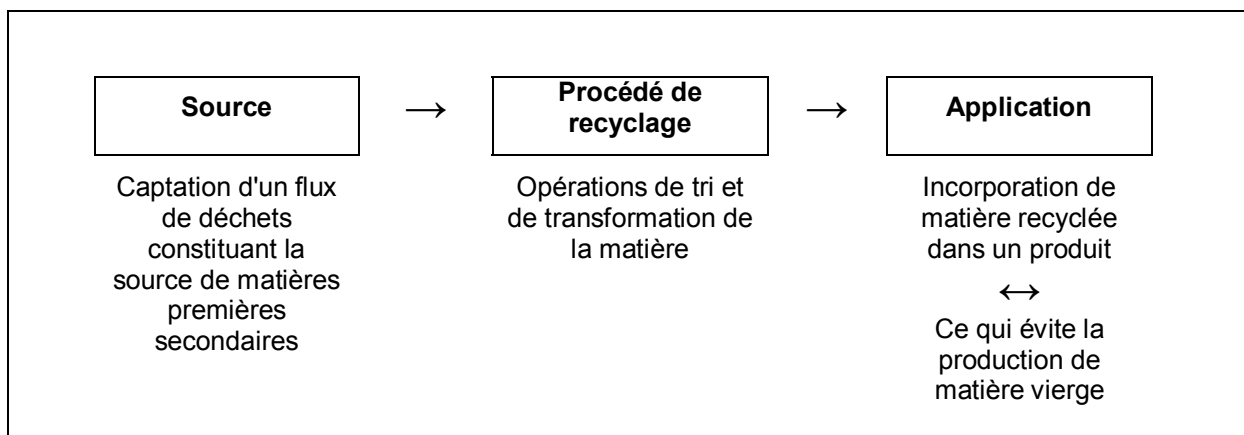 Source
→
Procédé de
recyclage
→
Application
Captation d'un flux
de déchets
constituant la
source de matières
premières
secondaires
Opérations de tri et
de transformation de
la matière
Incorporation de
matière recyclée
dans un produit
↔
Ce qui évite la
production de
matière vierge